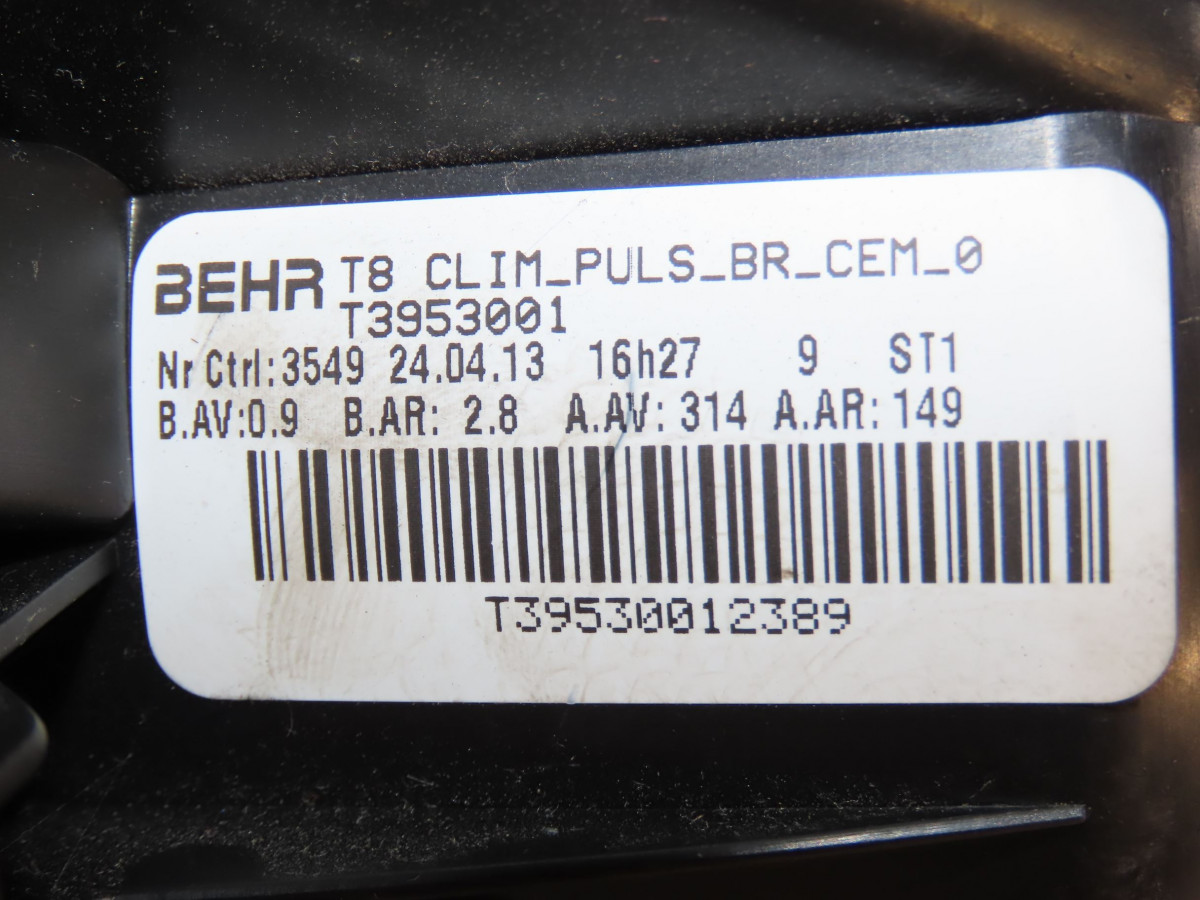 BEHR T8 CLIM_PULS_BR_CEM_0
T3953001
Nr Ctrl:3549 24.04.13 16h27 9 ST1
B.AV:0.9 B.AR: 2.8 A.AV: 314 A.AR: 149
T39530012389